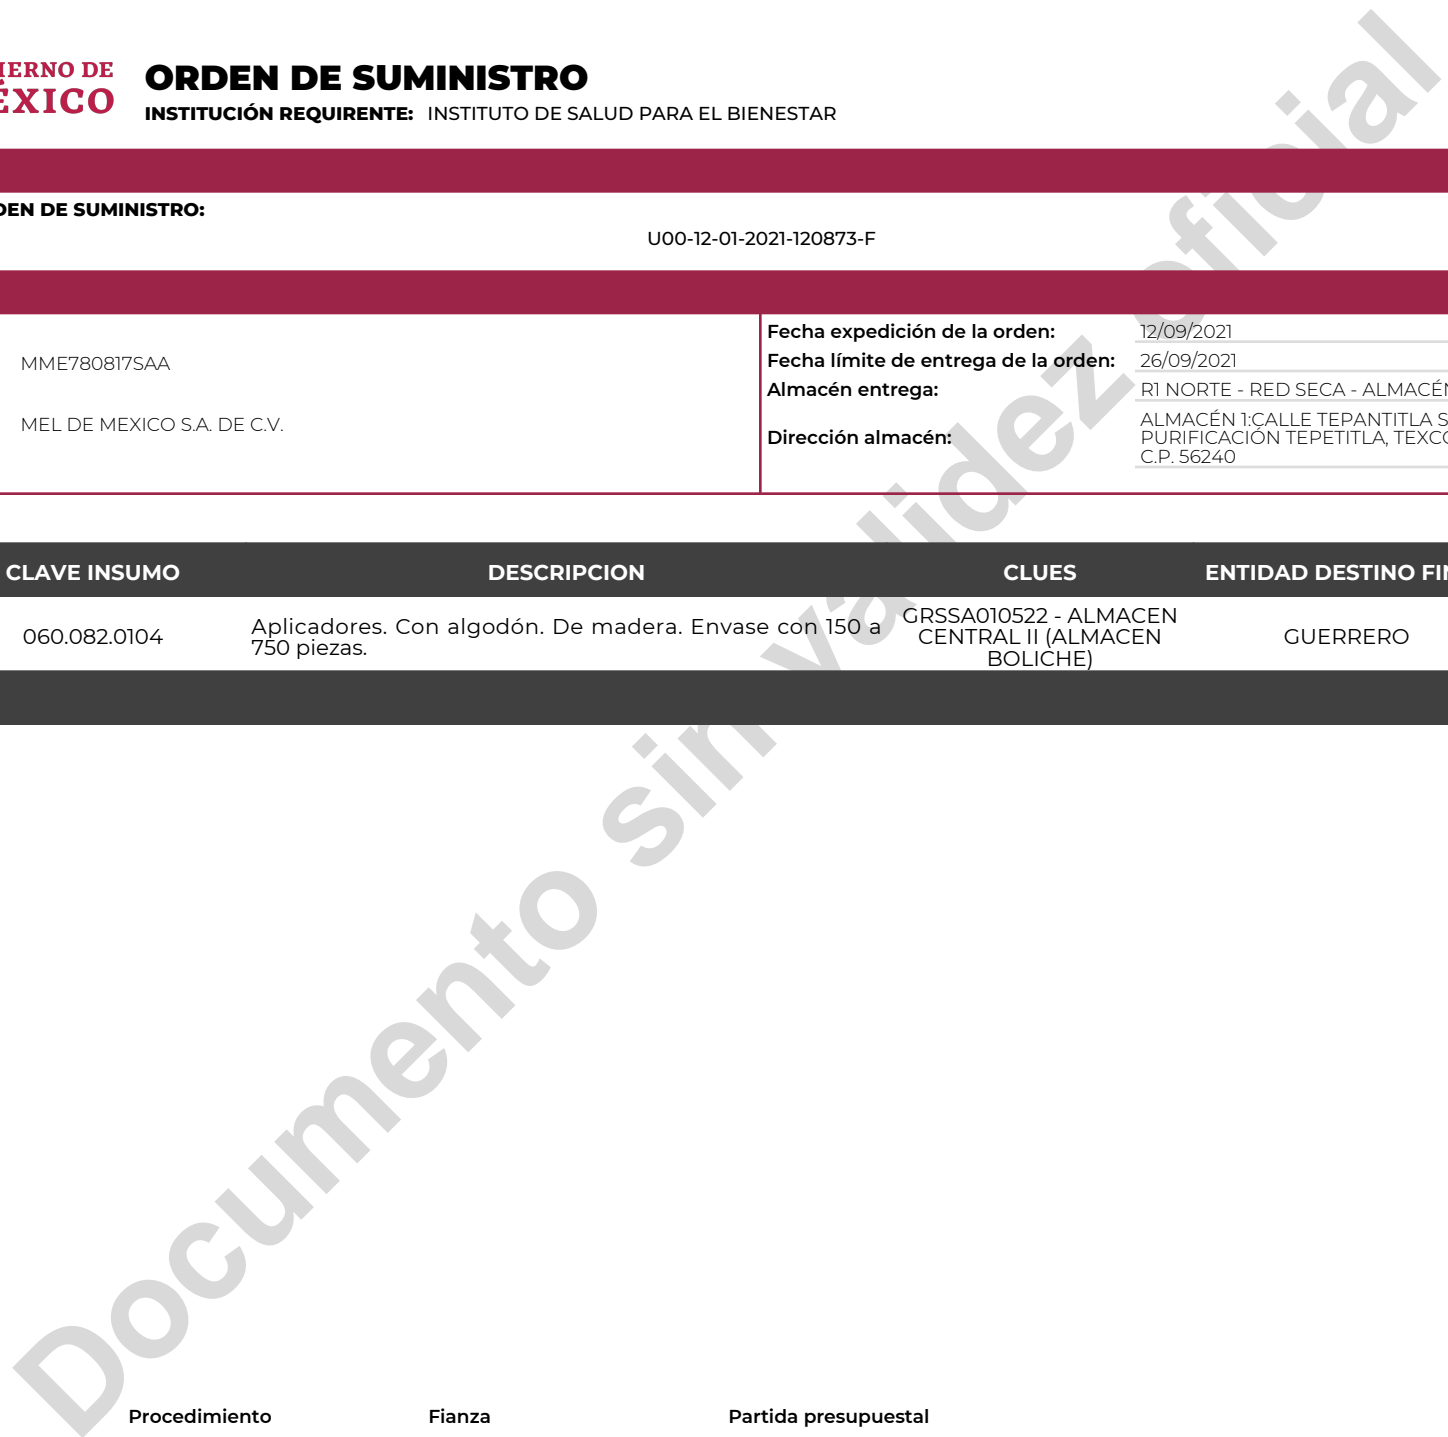 IERNO DE
ÉXICO
ORDEN DE SUMINISTRO
INSTITUCIÓN REQUIRENTE: INSTITUTO DE SALUD PARA EL BIENESTAR
DEN DE SUMINISTRO:
U00-12-01-2021-120873-F
MME780817SAA
MEL DE MEXICO S.A. DE C.V.
Fecha expedición de la orden: 12/09/2021
Fecha límite de entrega de la orden: 26/09/2021
Almacén entrega: R1 NORTE - RED SECA - ALMACÉN
Dirección almacén: ALMACÉN 1:CALLE TEPANTITLA S
PURIFICACIÓN TEPETITLA, TEXCO
C.P. 56240
CLAVE INSUMO DESCRIPCION CLUES ENTIDAD DESTINO FIN
060.082.0104
Aplicadores. Con algodón. De madera. Envase con 150 a
750 piezas.
GRSSA010522 - ALMACEN
CENTRAL II (ALMACEN
BOLICHE)
GUERRERO
Documento sin validez oficial
Procedimiento Fianza Partida presupuestal